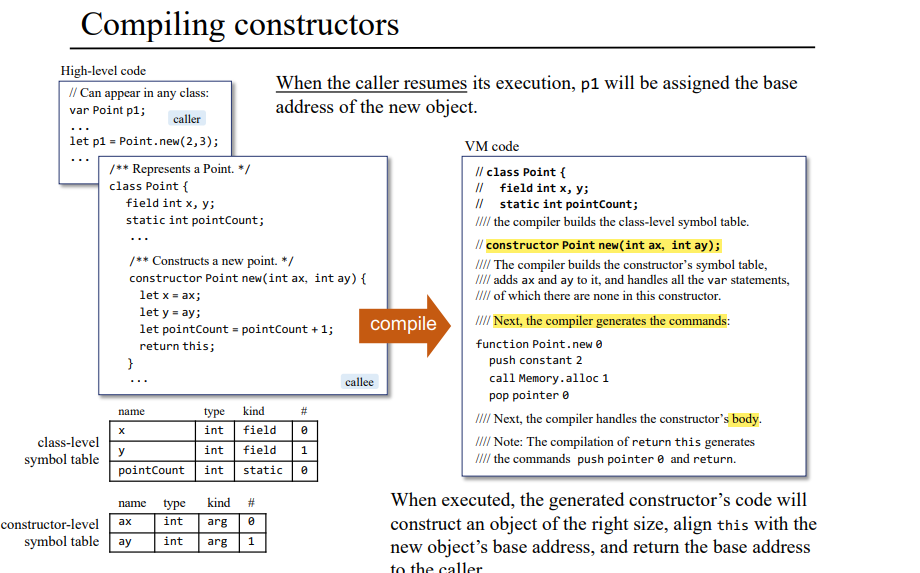 Compiling constructors
High-level code
// Can appear in any class:
var Point p1;
...
let p1 = Point.new(2,3);
...
caller
/** Represents a Point. */
class Point {
field int x, y;
static int pointCount;
...
/** Constructs a new point. */
constructor Point new(int ax, int ay) {
let x = ax;
let y = ay;
let pointCount = pointCount + 1;
return this;
}
...
callee
When the caller resumes its execution, p1 will be assigned the base
address of the new object.
compile
VM code
// class Point {
// field int x, y;
// static int pointCount;
//// the compiler builds the class-level symbol table.
// constructor Point new(int ax, int ay);
//// The compiler builds the constructor's symbol table,
//// adds ax and ay to it, and handles all the var statements,
//// of which there are none in this constructor.
//// Next, the compiler generates the commands:
function Point.new 0
push constant 2
call Memory.alloc 1
pop pointer 0
//// Next, the compiler handles the constructor's body.
//// Note: The compilation of return this generates
//// the commands push pointer 0 and return.
class-level
symbol table
name type kind #
x int field 0
y int field 1
pointCount int static 0
constructor-level
symbol table
name type kind #
ax int arg 0
ay int arg 1
When executed, the generated constructor's code will
construct an object of the right size, align this with the
new object's base address, and return the base address
to the caller